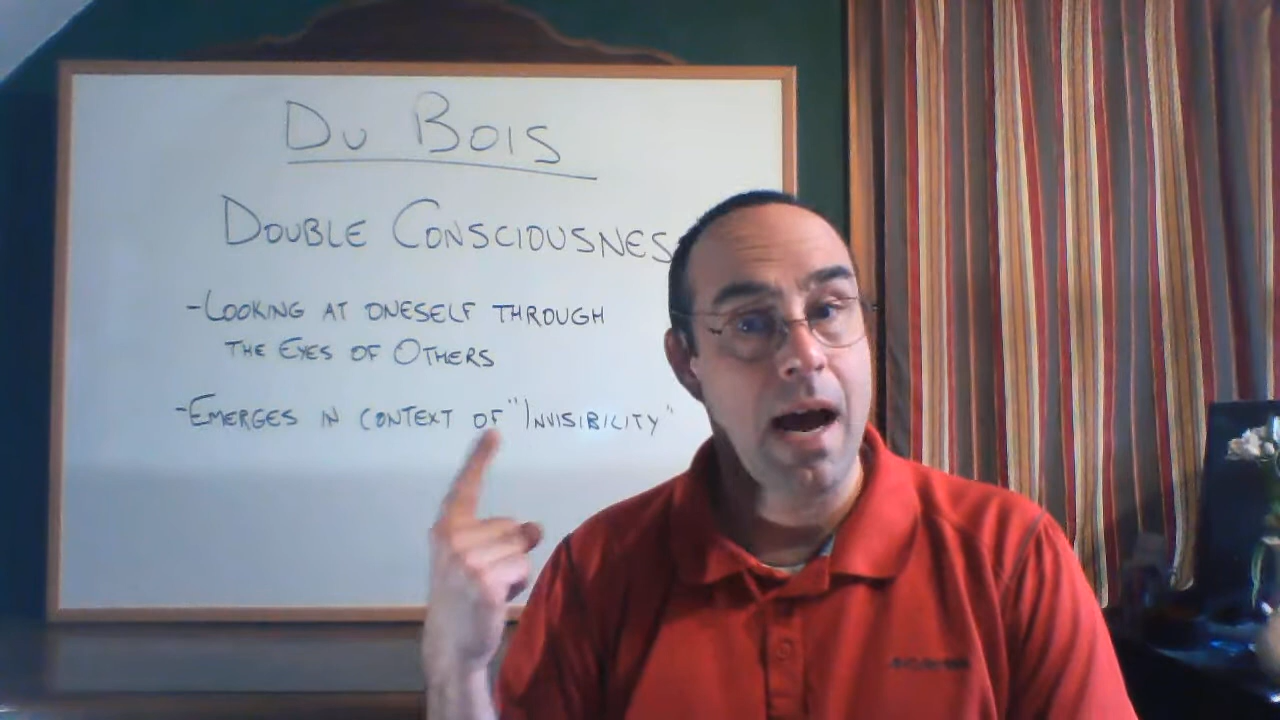 DU BOIS
DOUBLE CONSCIOUSNES
-LOOKING AT ONESELF THROUGH
THE EYES OF OTHERS
-EMERGES IN CONTEXT OF "INVISIBILITY"